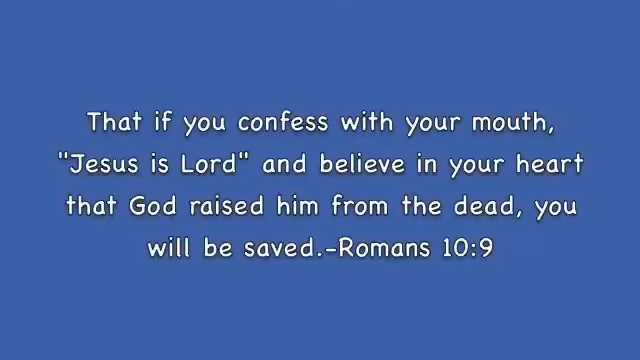 That if you confess with your mouth,
"Jesus is Lord" and believe in your heart
that God raised him from the dead, you
will be saved.-Romans 10:9